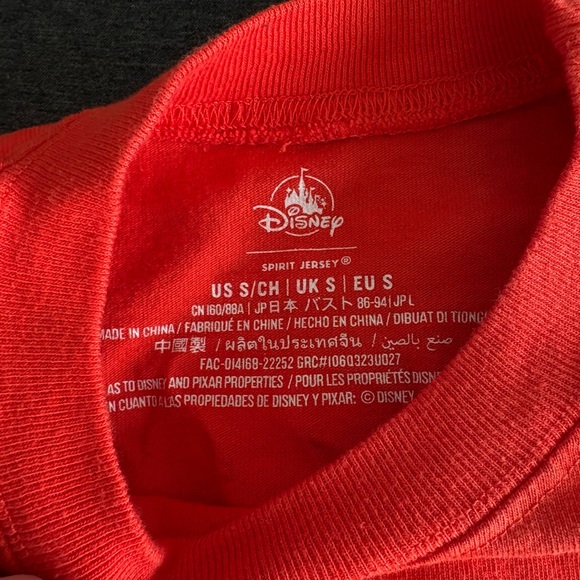 Disney
SPIRIT JERSEY®
US S/CH | UK S | EU S
CN 160/88A | JP日本 バスト 86-94 | JP L
MADE IN CHINA / FABRIQUÉ EN CHINE / HECHO EN CHINA / DIBUAT DI TIONG
中國製 / ผลิตในประเทศจีน / صنع بالصين
FAC-014168-22252 GRC#1060323U027
AS TO DISNEY AND PIXAR PROPERTIES / POUR LES PROPRIÉTÉS DISNE
EN CUANTO A LAS PROPIEDADES DE DISNEY Y PIXAR: © DISNEY